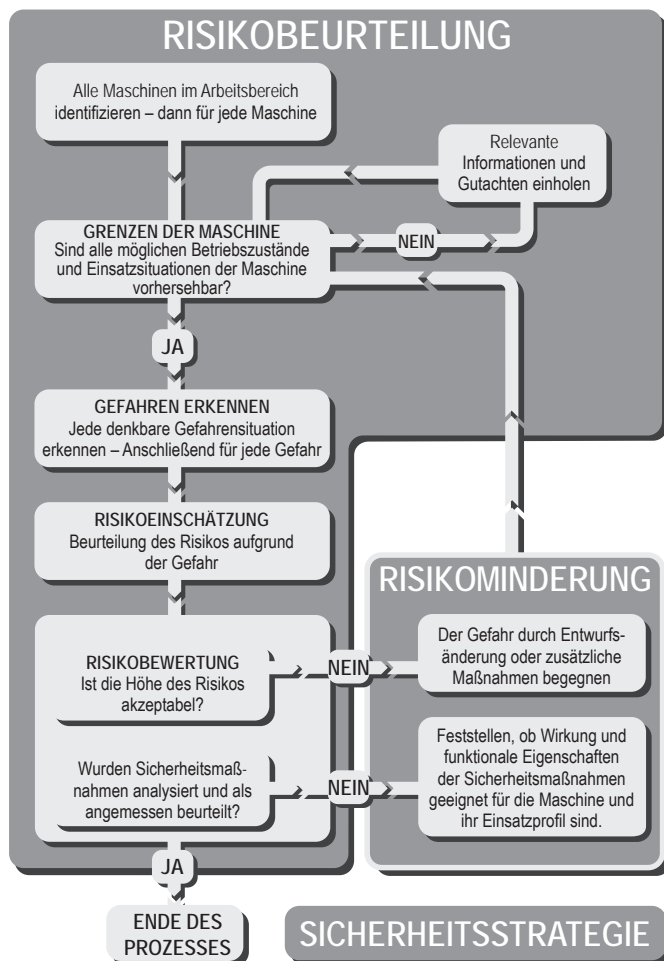 RISIKOBEURTEILUNG
Alle Maschinen im Arbeitsbereich
identifizieren – dann für jede Maschine
Relevante
Informationen und
Gutachten einholen
GRENZEN DER MASCHINE
Sind alle möglichen Betriebszustände
und Einsatzsituationen der Maschine
vorhersehbar?
NEIN
JA
GEFAHREN ERKENNEN
Jede denkbare Gefahrensituation
erkennen – Anschließend für jede Gefahr
RISIKOEINSCHÄTZUNG
Beurteilung des Risikos aufgrund
der Gefahr
RISIKOMINDERUNG
RISIKOBEWERTUNG
Ist die Höhe des Risikos
akzeptabel?
NEIN
Der Gefahr durch Entwurfs-
änderung oder zusätzliche
Maßnahmen begegnen
Wurden Sicherheitsmaß-
nahmen analysiert und als
angemessen beurteilt?
NEIN
Feststellen, ob Wirkung und
funktionale Eigenschaften
der Sicherheitsmaßnahmen
geeignet für die Maschine und
ihr Einsatzprofil sind.
JA
ENDE DES
PROZESSES
SICHERHEITSSTRATEGIE